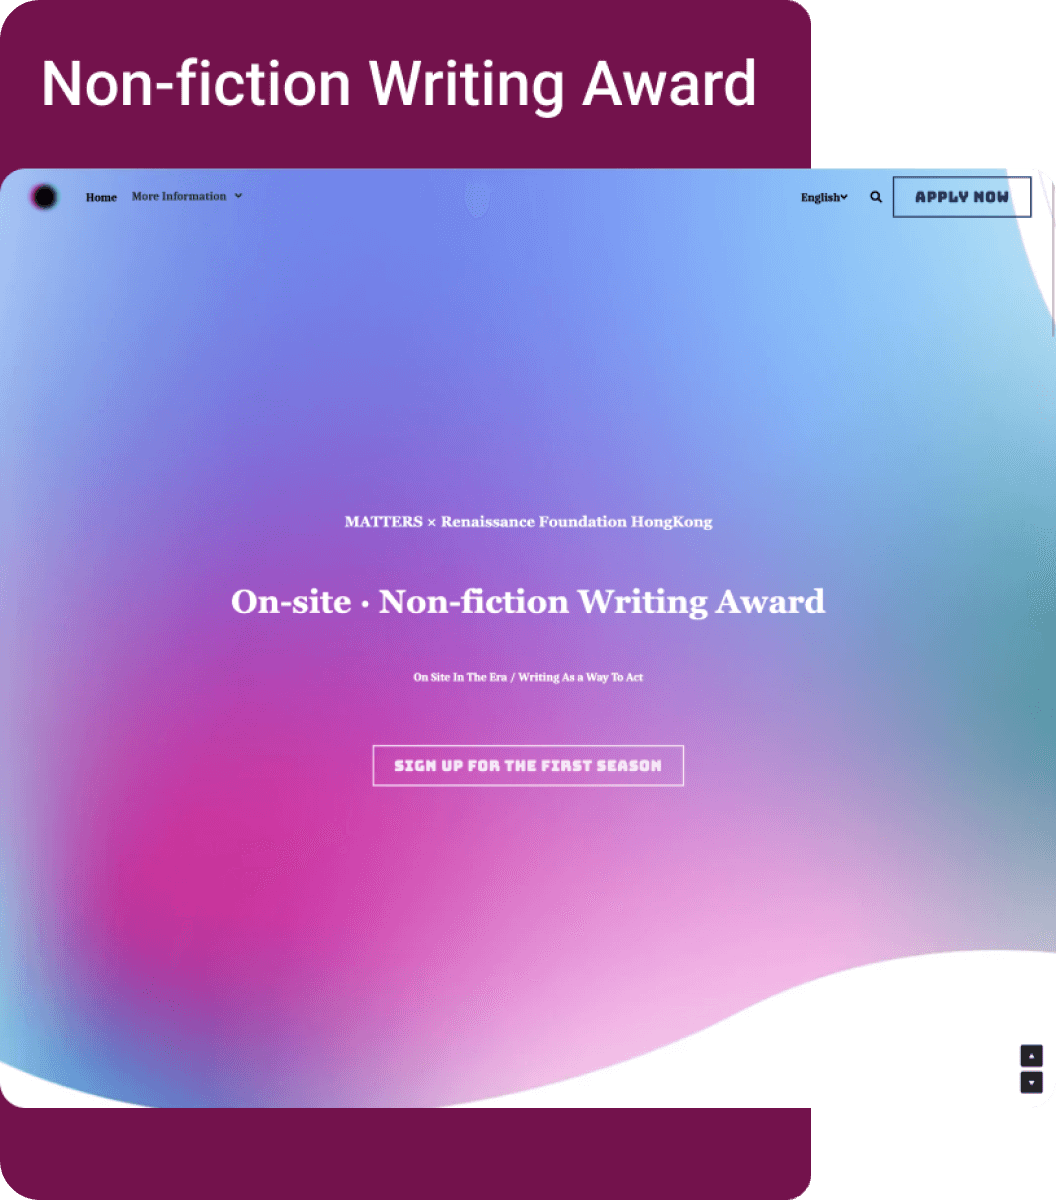 Non-fiction Writing Award
Home More Information English APPLY NOW
MATTERS × Renaissance Foundation HongKong
On-site · Non-fiction Writing Award
On Site In The Era / Writing As a Way To Act
SIGN UP FOR THE FIRST SEASON